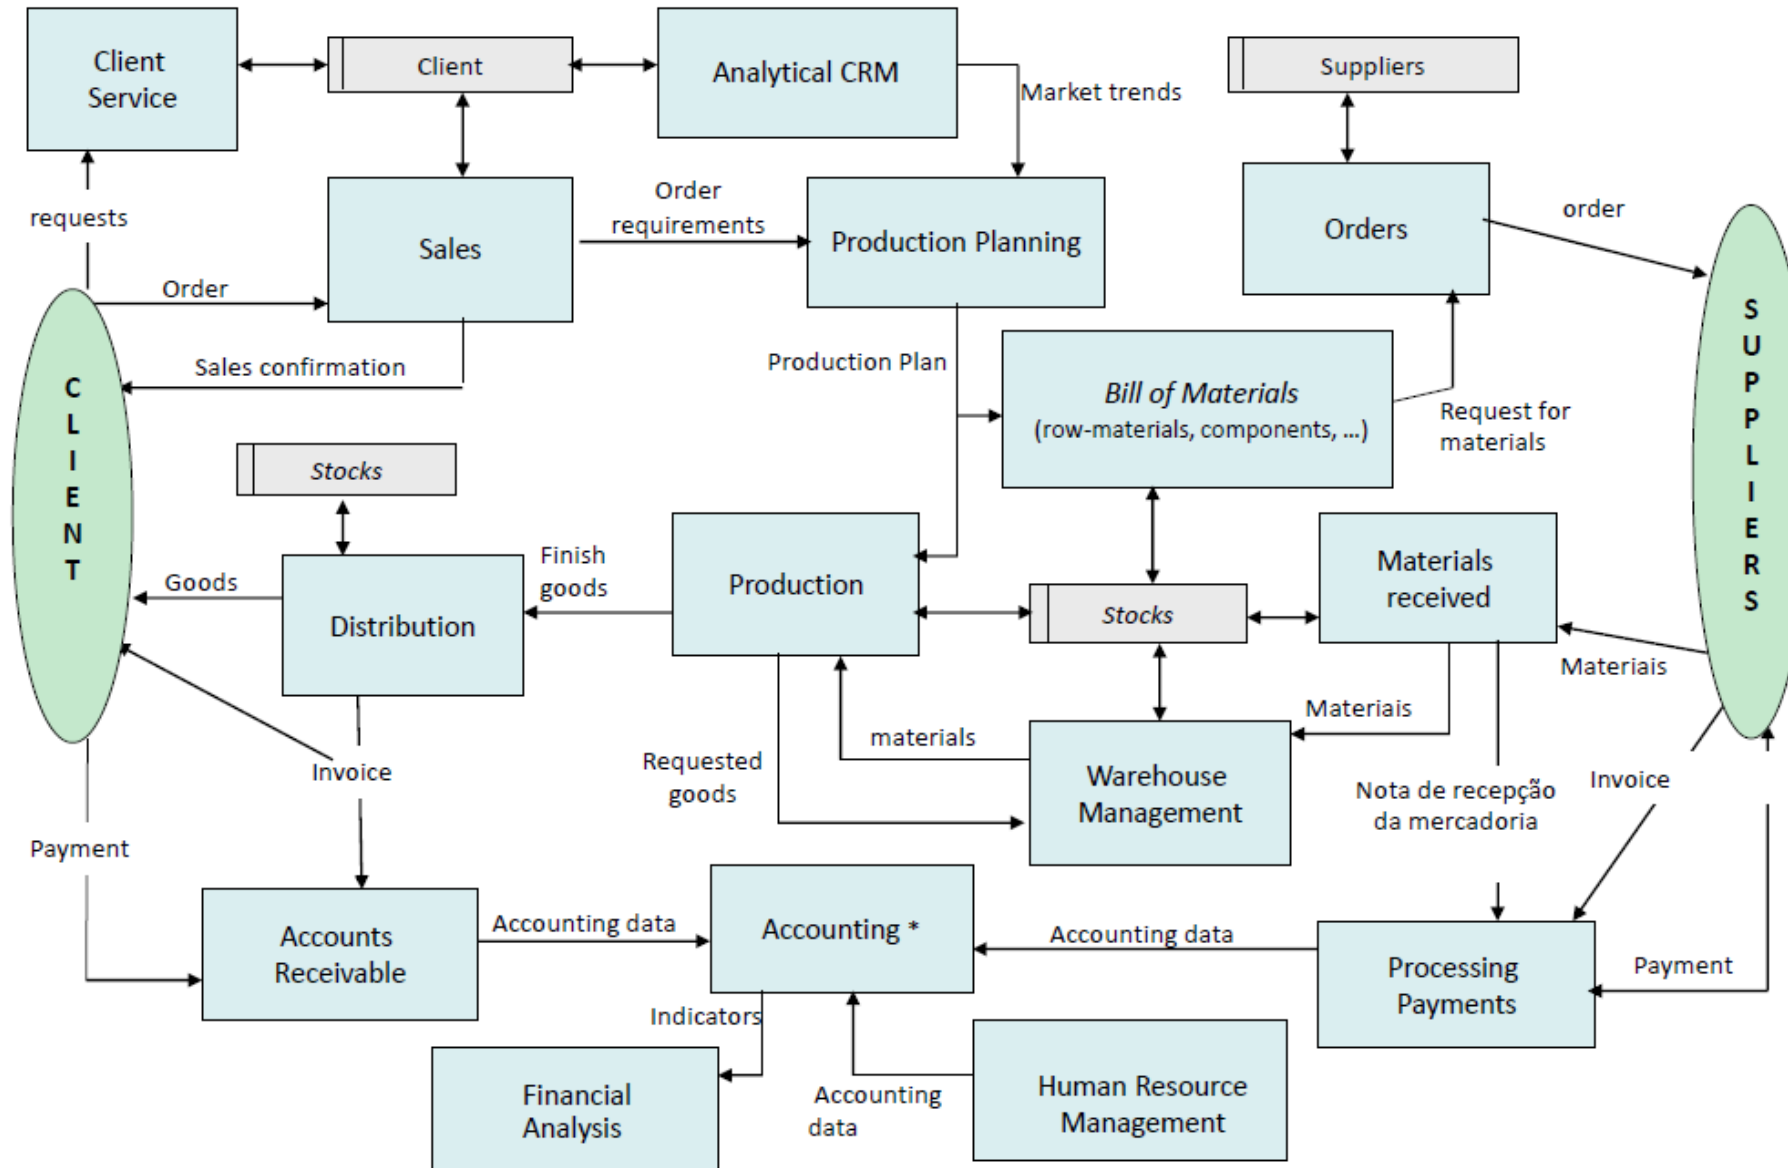 Client
Service
Client
Analytical CRM
Suppliers
Market trends
requests
Sales
Order
requirements
Production Planning
Orders
order
Order
Sales confirmation
Production Plan
Bill of Materials
(row-materials, components, ...)
Request for
materials
CLIENT
SUPPLIERS
Stocks
Goods
Distribution
Finish
goods
Production
Stocks
Materials
received
Materiais
Materiais
materials
Requested
goods
Warehouse
Management
Nota de recepção
da mercadoria
Invoice
Invoice
Payment
Accounts
Receivable
Accounting data
Accounting *
Accounting data
Processing
Payments
Payment
Indicators
Financial
Analysis
Accounting
data
Human Resource
Management